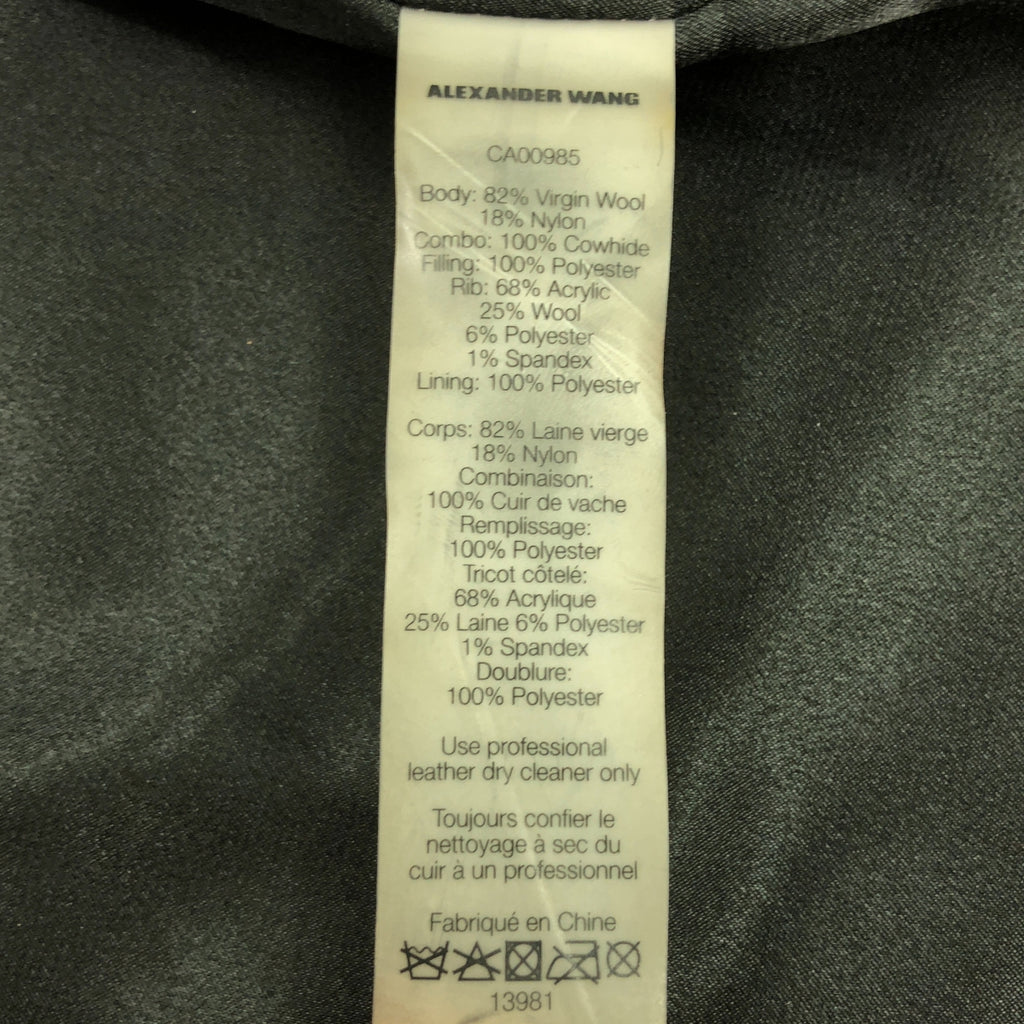 ALEXANDER WANG
CA00985
Body: 82% Virgin Wool
18% Nylon
Combo: 100% Cowhide
Filling: 100% Polyester
Rib: 68% Acrylic
25% Wool
6% Polyester
1% Spandex
Lining: 100% Polyester
Corps: 82% Laine vierge
18% Nylon
Combinaison:
100% Cuir de vache
Remplissage:
100% Polyester
Tricot côtelé:
68% Acrylique
25% Laine 6% Polyester
1% Spandex
Doublure:
100% Polyester
Use professional
leather dry cleaner only
Toujours confier le
nettoyage à sec du
cuir à un professionnel
Fabriqué en Chine
13981